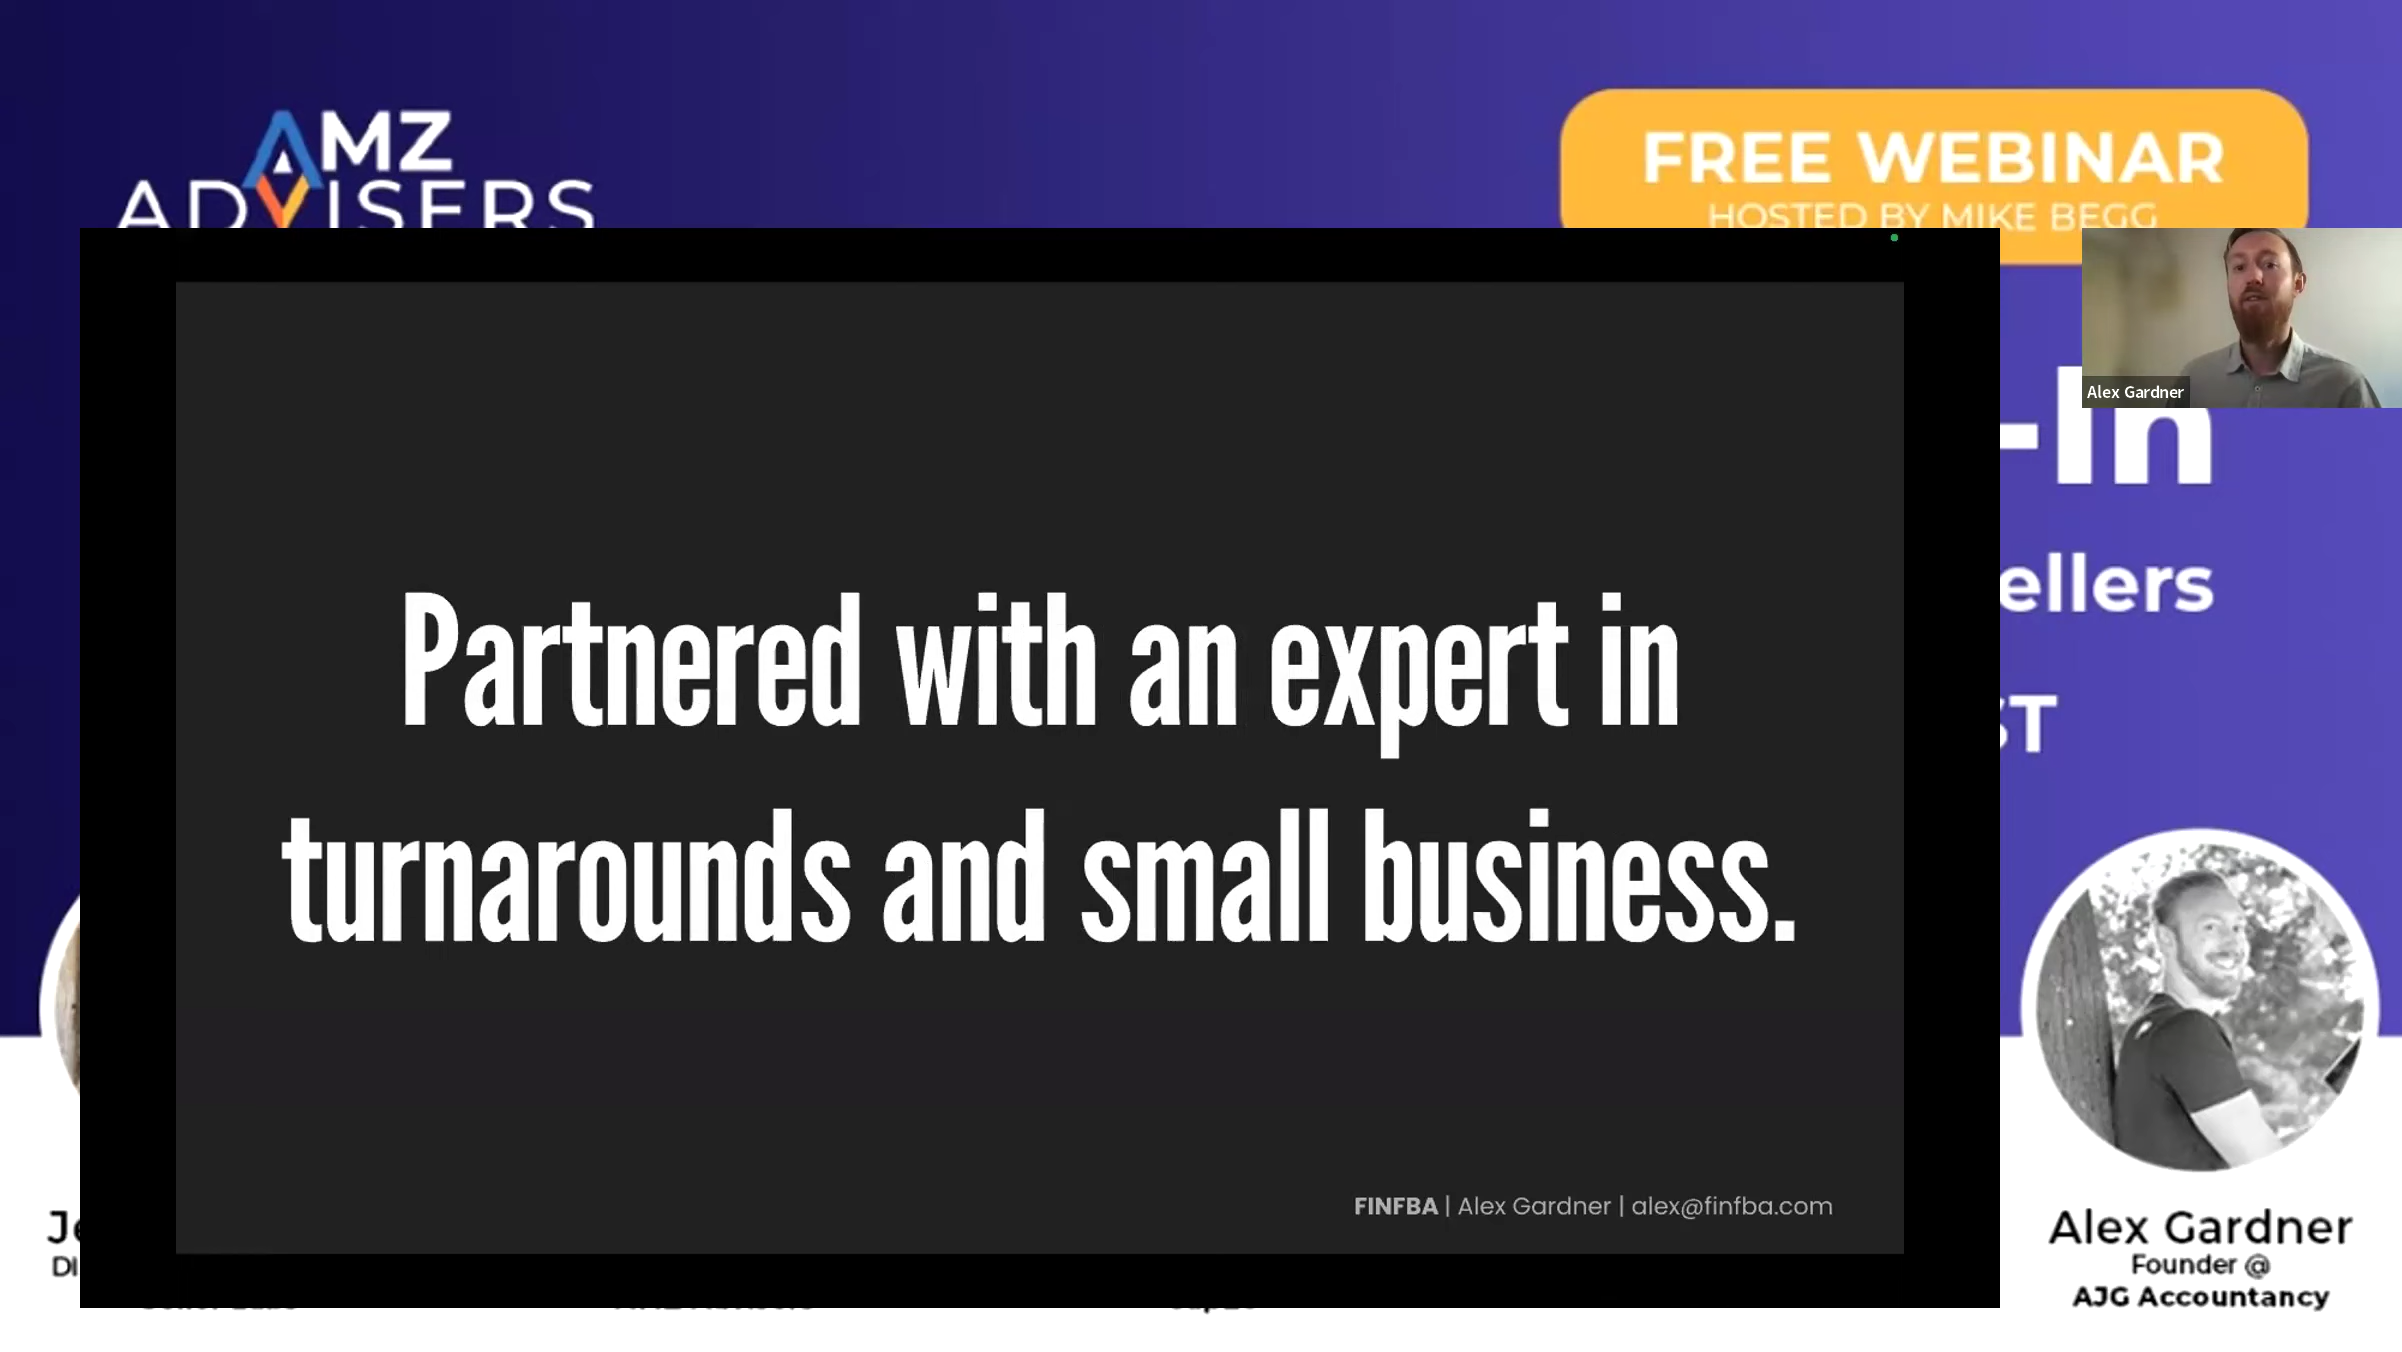 AMZ
ADVISERS
FREE WEBINAR
HOSTED BY MIKE BEGG
Alex Gardner
-In
ellers
ST
Partnered with an expert in
turnarounds and small business.
FINFBA | Alex Gardner | alex@finfba.com
Alex Gardner
Founder @
AJG Accountancy